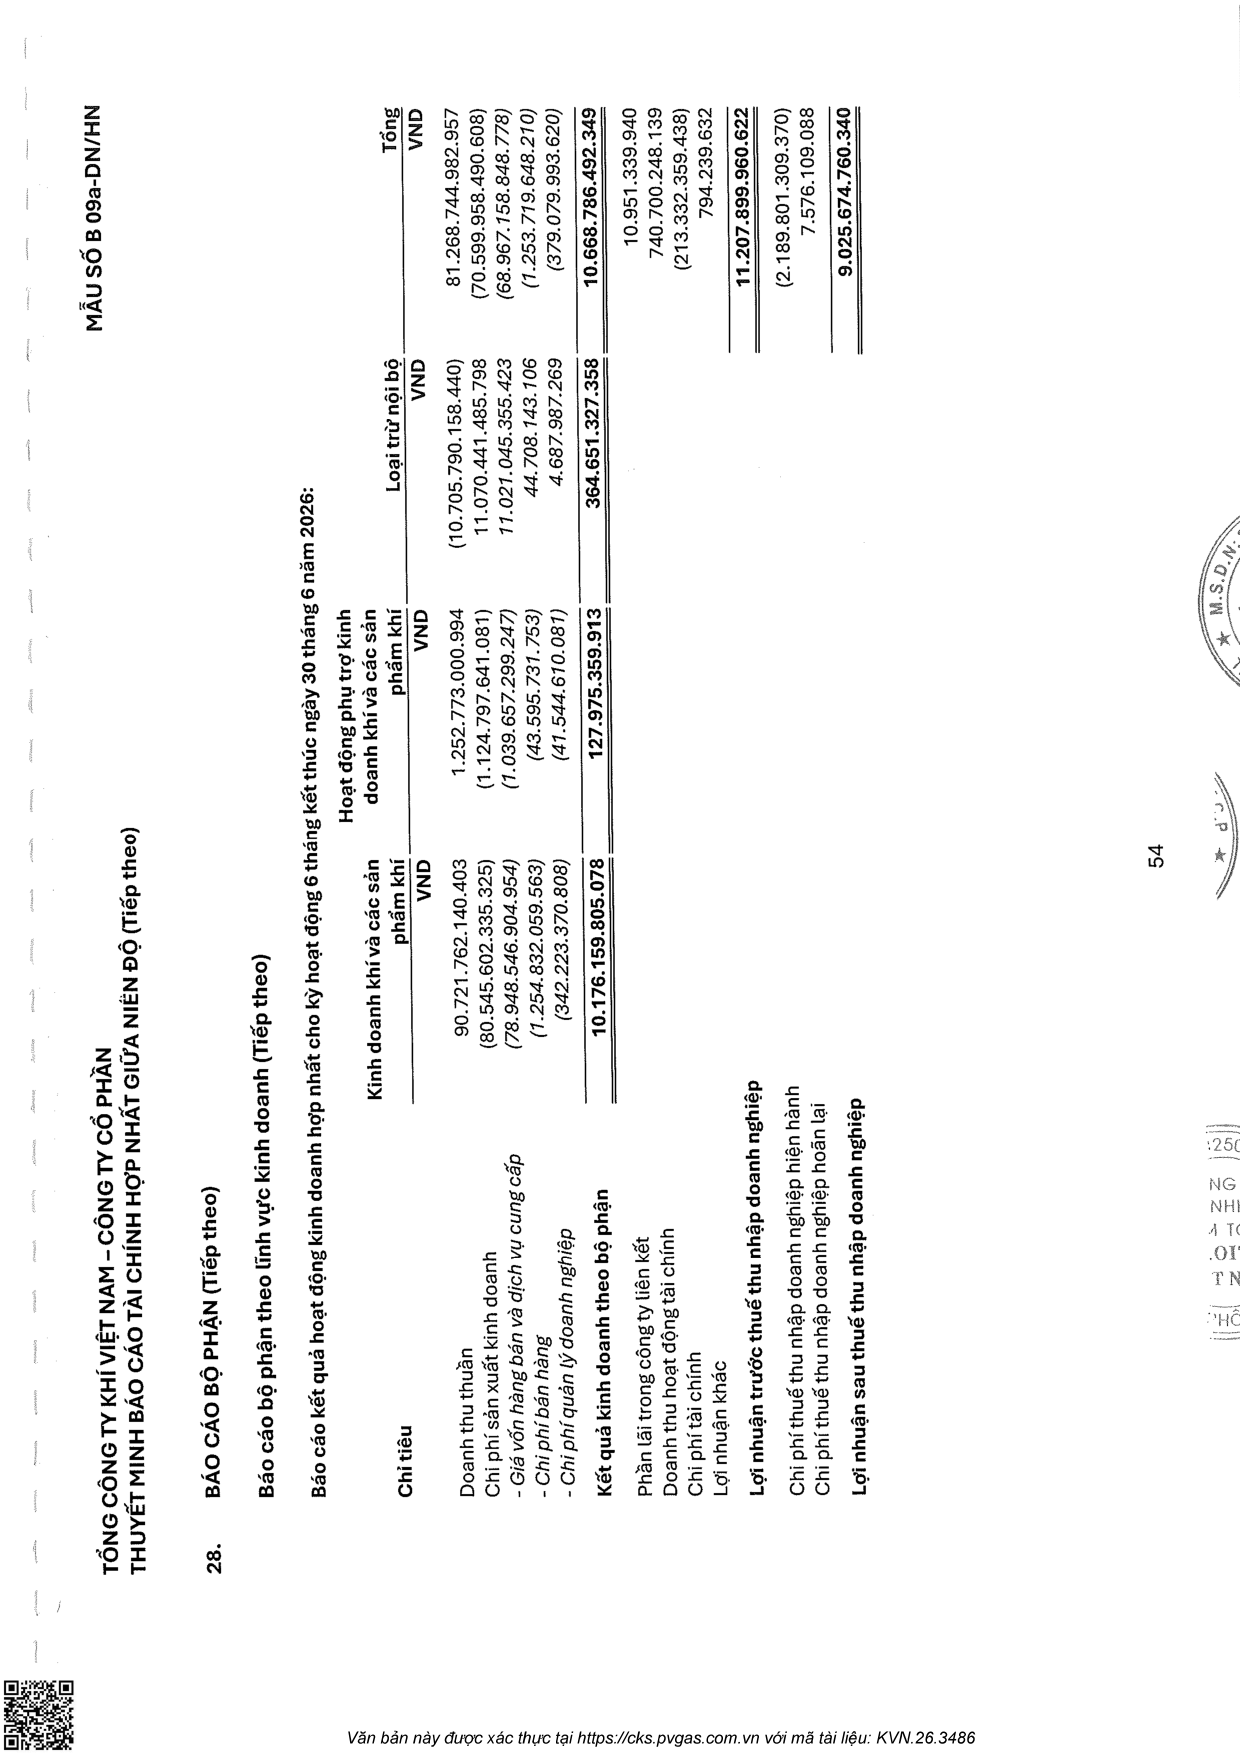 TỔNG CÔNG TY KHÍ VIỆT NAM – CÔNG TY CỔ PHẦN
THUYẾT MINH BÁO CÁO TÀI CHÍNH HỢP NHẤT GIỮA NIÊN ĐỘ (Tiếp theo)
MẪU SỐ B 09a-DN/HN
28. BÁO CÁO BỘ PHẬN (Tiếp theo)
Báo cáo bộ phận theo lĩnh vực kinh doanh (Tiếp theo)
Báo cáo kết quả hoạt động kinh doanh hợp nhất cho kỳ hoạt động 6 tháng kết thúc ngày 30 tháng 6 năm 2026:
Hoạt động phụ trợ kinh
Kinh doanh khí và các sản doanh khí và các sản
Chỉ tiêu phẩm khí phẩm khí Loại trừ nội bộ Tổng
VND VND VND VND
Doanh thu thuần 90.721.762.140.403 1.252.773.000.994 (10.705.790.158.440) 81.268.744.982.957
Chi phí sản xuất kinh doanh (80.545.602.335.325) (1.124.797.641.081) 11.070.441.485.798 (70.599.958.490.608)
- Giá vốn hàng bán và dịch vụ cung cấp (78.948.546.904.954) (1.039.657.299.247) 11.021.045.355.423 (68.967.158.848.778)
- Chi phí bán hàng (1.254.832.059.563) (43.595.731.753) 44.708.143.106 (1.253.719.648.210)
- Chi phí quản lý doanh nghiệp (342.223.370.808) (41.544.610.081) 4.687.987.269 (379.079.993.620)
Kết quả kinh doanh theo bộ phận 10.176.159.805.078 127.975.359.913 364.651.327.358 10.668.786.492.349
Phần lãi trong công ty liên kết 10.951.339.940
Doanh thu hoạt động tài chính 740.700.248.139
Chi phí tài chính (213.332.359.438)
Lợi nhuận khác 794.239.632
Lợi nhuận trước thuế thu nhập doanh nghiệp 11.207.899.960.622
Chi phí thuế thu nhập doanh nghiệp hiện hành (2.189.801.309.370)
Chi phí thuế thu nhập doanh nghiệp hoãn lại 7.576.109.088
Lợi nhuận sau thuế thu nhập doanh nghiệp 9.025.674.760.340
54
M.S.D.N:
Văn bản này được xác thực tại https://cks.pvgas.com.vn với mã tài liệu: KVN.26.3486